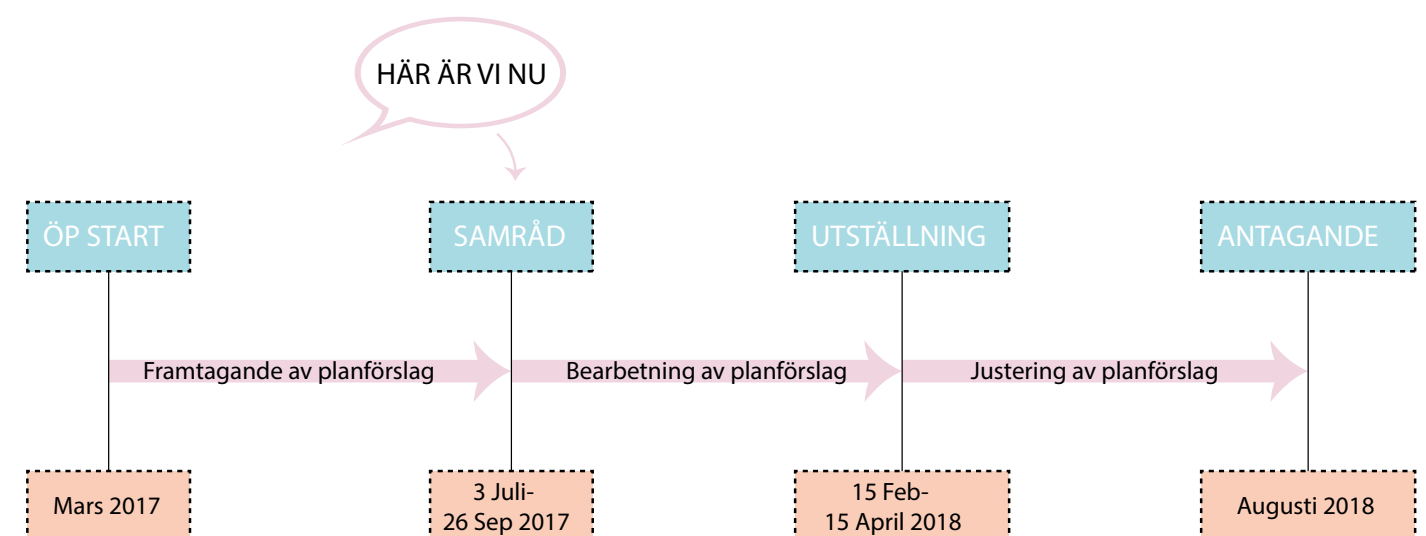 HÄR ÄR VI NU
ÖP START
SAMRÅD
UTSTÄLLNING
ANTAGANDE
Framtagande av planförslag
Bearbetning av planförslag
Justering av planförslag
Mars 2017
3 Juli-
26 Sep 2017
15 Feb-
15 April 2018
Augusti 2018